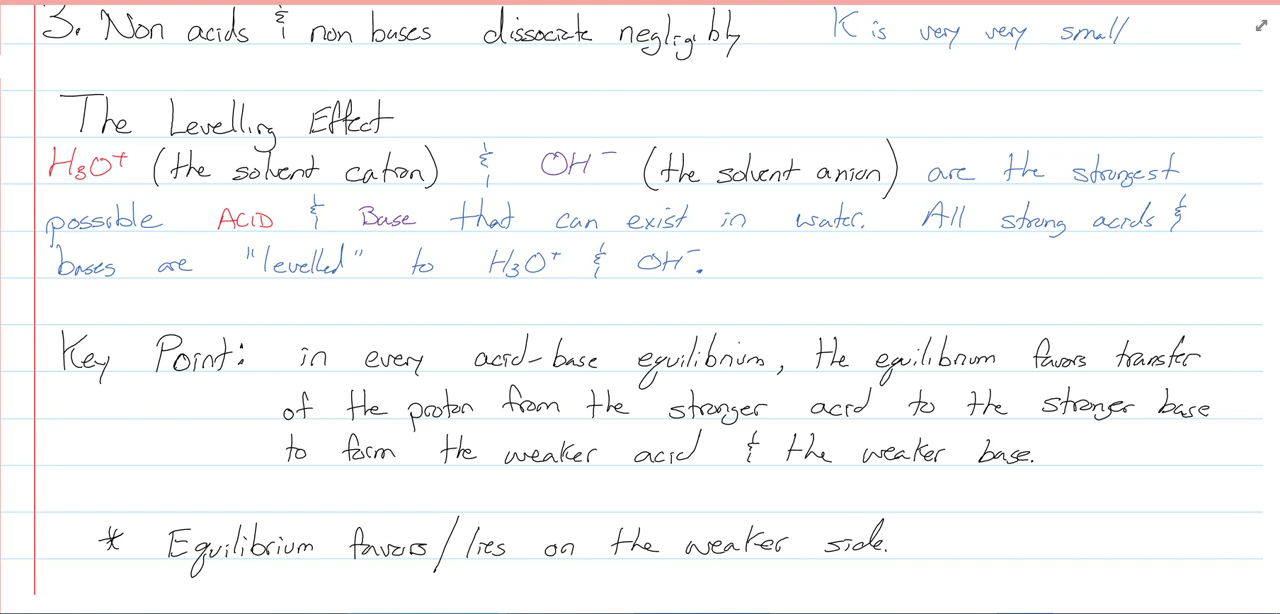 3. Non acids & non bases dissociate negligibly K is very very small
The Levelling Effect
H₃O⁺ (the solvent cation) & OH⁻ (the solvent anion) are the strongest
possible ACID & Base that can exist in water. All strong acids &
bases are "levelled" to H₃O⁺ & OH⁻.
Key Point: in every acid-base equilibrium, the equilibrium favors transfer
of the proton from the stronger acid to the stronger base
to form the weaker acid & the weaker base.
* Equilibrium favors/lies on the weaker side.